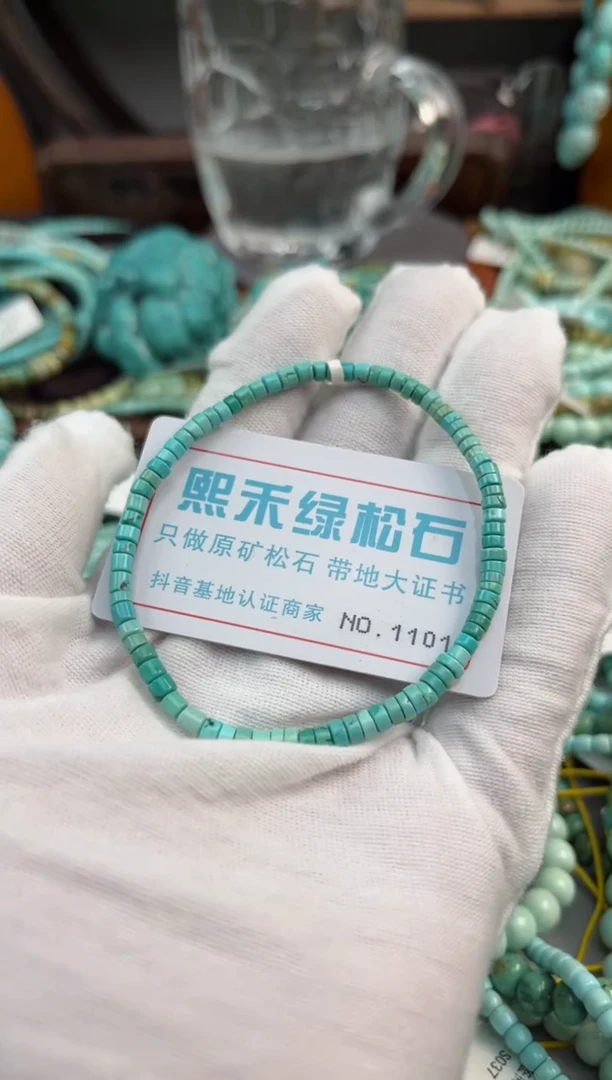 熙禾绿松石
只做原矿松石 带地大证书
抖音基地认证商家
NO.1101
S037